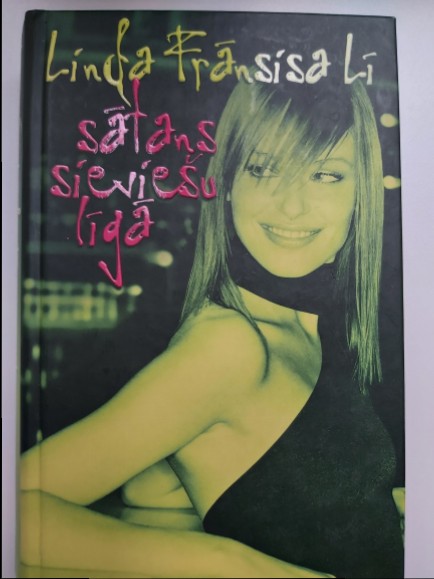 Linda Frānsisa Lī
sātans
sieviešu
līgā